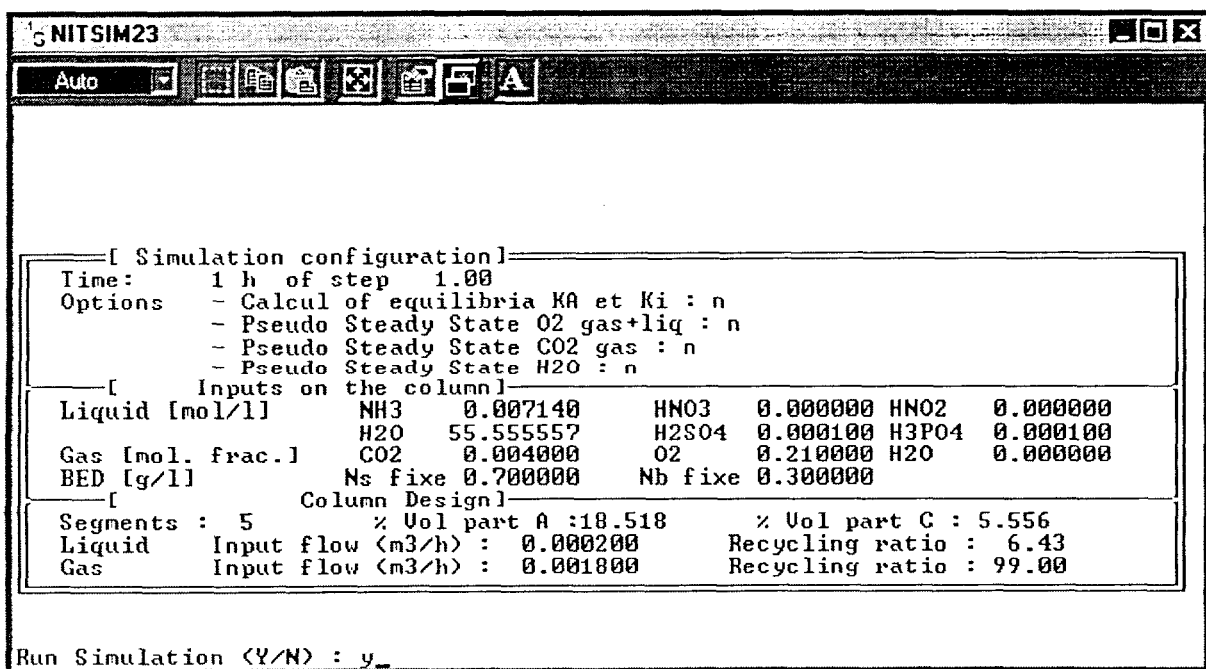 NITSIM23
Auto
A
[ Simulation configuration]
Time: 1 h of step 1.00
Options - Calcul of equilibria KA et Ki : n
- Pseudo Steady State O2 gas+liq : n
- Pseudo Steady State CO2 gas : n
- Pseudo Steady State H2O : n
[ Inputs on the column]
Liquid [mol/l] NH3 0.007140 HNO3 0.000000 HNO2 0.000000
H2O 55.555557 H2SO4 0.000100 H3PO4 0.000100
Gas [mol. frac.] CO2 0.004000 O2 0.210000 H2O 0.000000
BED [g/l] Ns fixe 0.700000 Nb fixe 0.300000
[ Column Design]
Segments : 5 % Vol part A :18.518 % Vol part C : 5.556
Liquid Input flow (m3/h) : 0.000200 Recycling ratio : 6.43
Gas Input flow (m3/h) : 0.001800 Recycling ratio : 99.00
Run Simulation (Y/N) : y_